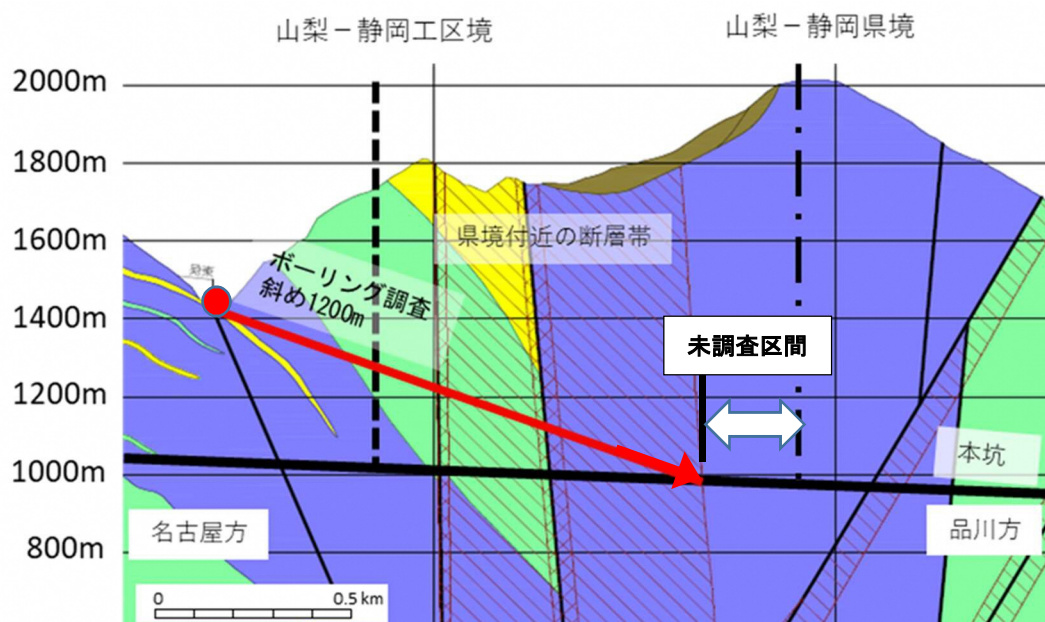 山梨－静岡工区境
山梨－静岡県境
2000m
1800m
1600m
1400m
1200m
1000m
800m
県境付近の断層帯
ボーリング調査
斜め1200m
未調査区間
本坑
名古屋方
品川方
0
0.5 km